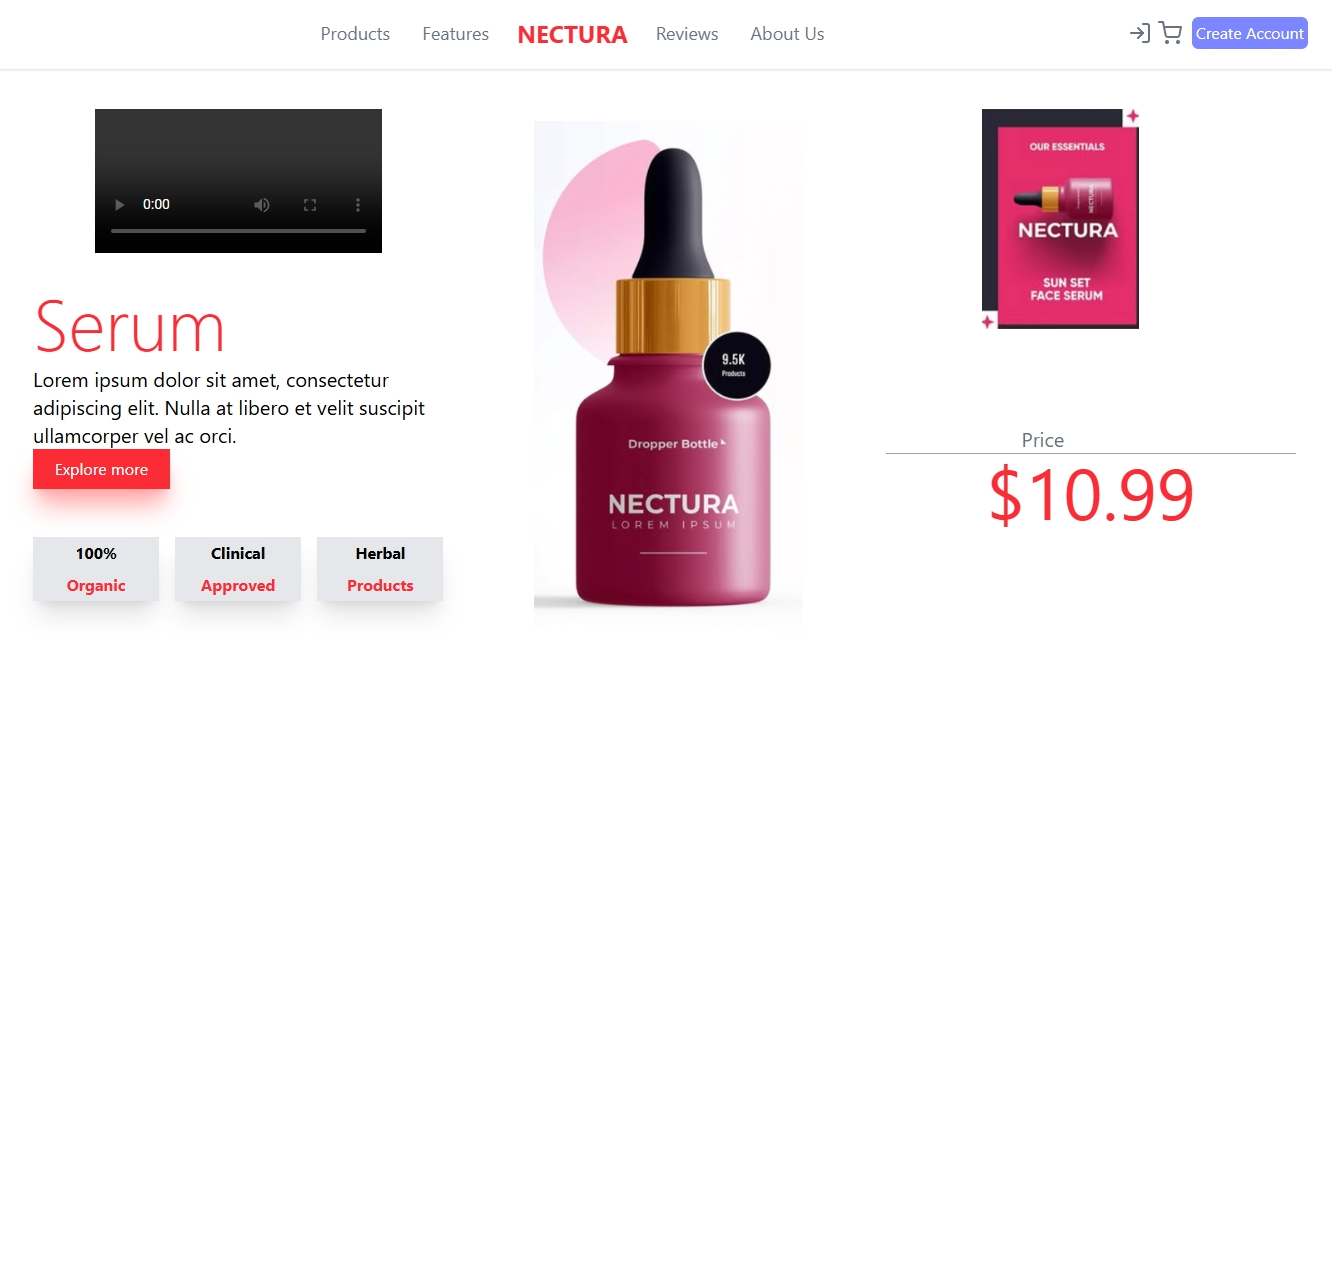 Products
Features
NECTURA
Reviews
About Us
Create Account
0:00
Serum
Lorem ipsum dolor sit amet, consectetur
adipiscing elit. Nulla at libero et velit suscipit
ullamcorper vel ac orci.
Explore more
100%
Organic
Clinical
Approved
Herbal
Products
9.5K
Products
Dropper Bottle
NECTURA
LOREM IPSUM
OUR ESSENTIALS
NECTURA
NECTURA
SUN SET
FACE SERUM
Price
$10.99